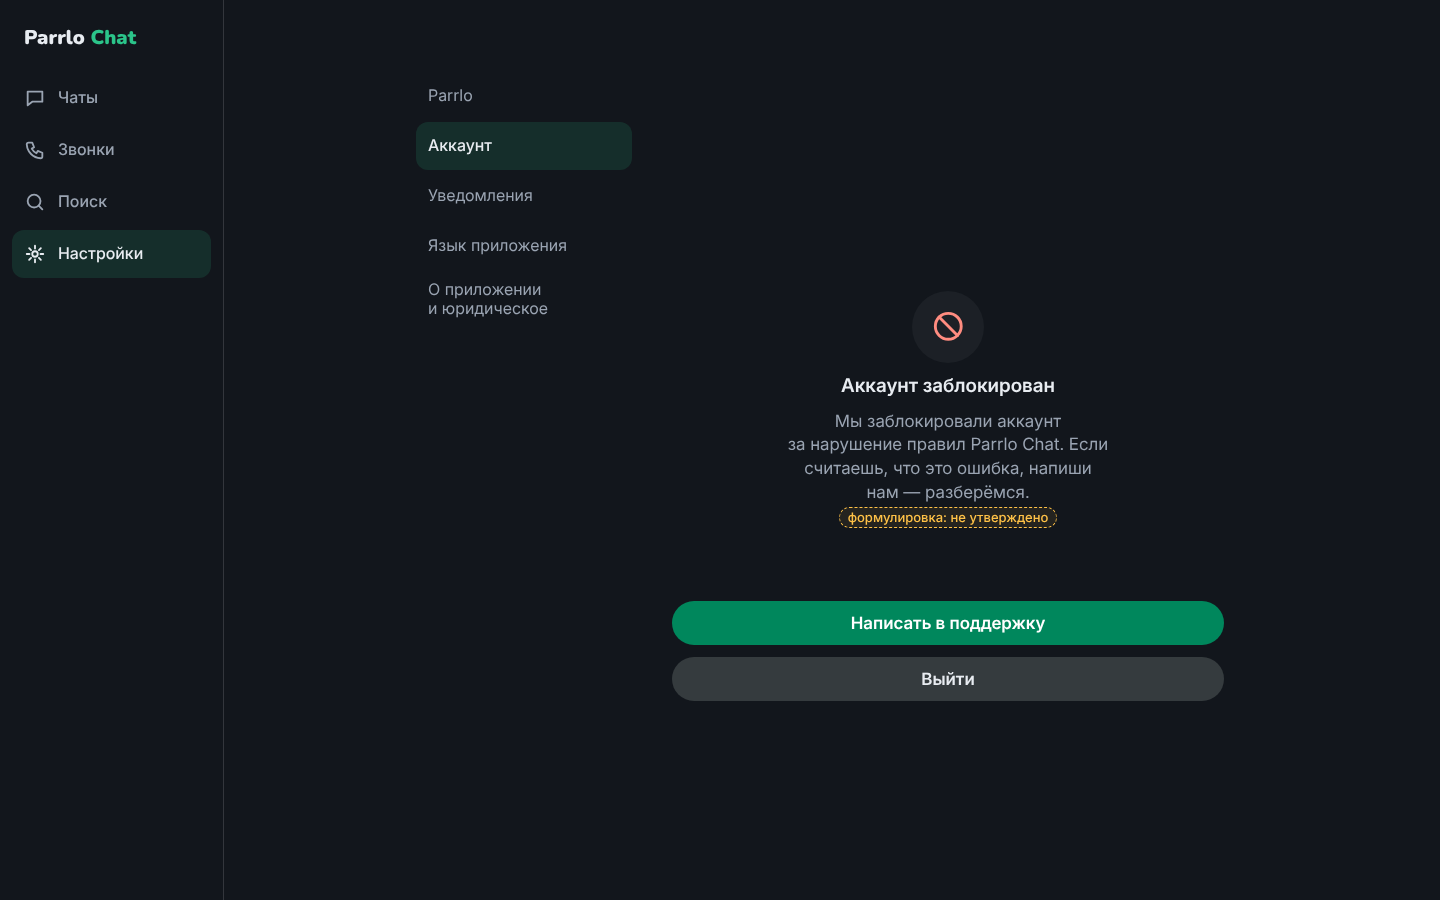 Parrlo Chat
Чаты
Звонки
Поиск
Настройки
Parrlo
Аккаунт
Уведомления
Язык приложения
О приложении
и юридическое
Аккаунт заблокирован
Мы заблокировали аккаунт
за нарушение правил Parrlo Chat. Если
считаешь, что это ошибка, напиши
нам — разберёмся.
формулировка: не утверждено
Написать в поддержку
Выйти